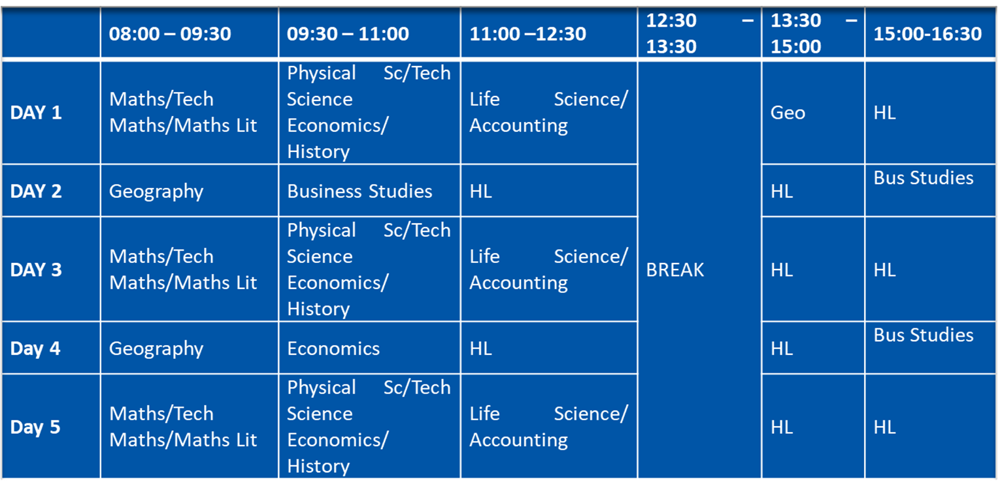 08:00 – 09:30
09:30 – 11:00
11:00 –12:30
12:30 –
13:30
13:30 –
15:00
15:00-16:30
DAY 1
Maths/Tech
Maths/Maths Lit
Physical Sc/Tech
Science
Economics/
History
Life Science/
Accounting
BREAK
Geo
HL
DAY 2
Geography
Business Studies
HL
HL
Bus Studies
DAY 3
Maths/Tech
Maths/Maths Lit
Physical Sc/Tech
Science
Economics/
History
Life Science/
Accounting
HL
HL
Day 4
Geography
Economics
HL
HL
Bus Studies
Day 5
Maths/Tech
Maths/Maths Lit
Physical Sc/Tech
Science
Economics/
History
Life Science/
Accounting
HL
HL